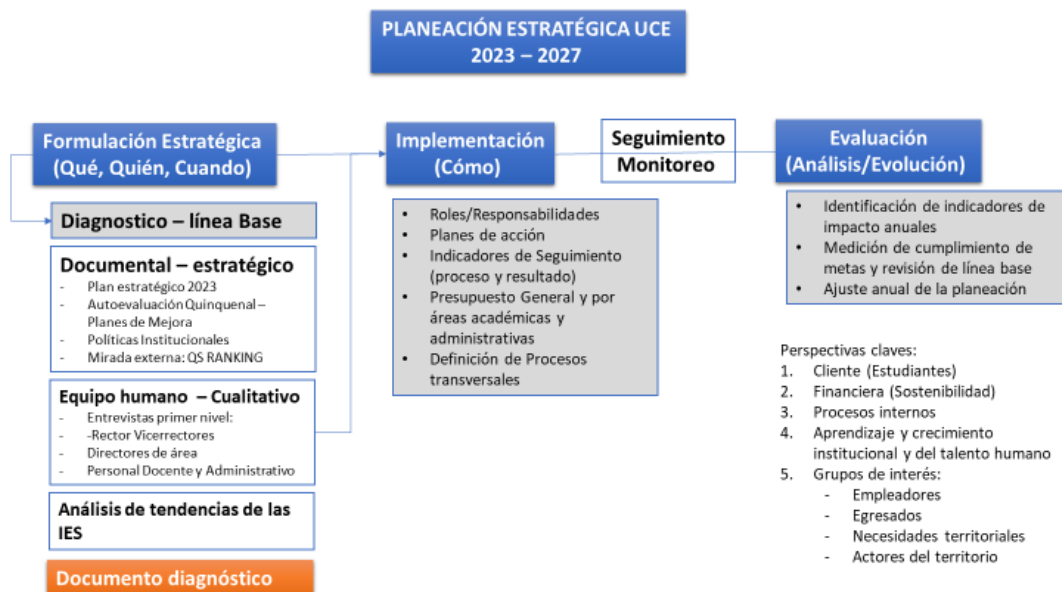 PLANEACIÓN ESTRATÉGICA UCE
2023 – 2027
Formulación Estratégica
(Qué, Quién, Cuando)
Diagnostico – línea Base
Documental – estratégico
- Plan estratégico 2023
- Autoevaluación Quinquenal –
Planes de Mejora
- Políticas Institucionales
- Mirada externa: QS RANKING
Equipo humano – Cualitativo
- Entrevistas primer nivel:
- -Rector Vicerrectores
- Directores de área
- Personal Docente y Administrativo
Análisis de tendencias de las
IES
Documento diagnóstico
Implementación
(Cómo)
• Roles/Responsabilidades
• Planes de acción
• Indicadores de Seguimiento
(proceso y resultado)
• Presupuesto General y por
áreas académicas y
administrativas
• Definición de Procesos
transversales
Seguimiento
Monitoreo
Evaluación
(Análisis/Evolución)
• Identificación de indicadores de
impacto anuales
• Medición de cumplimiento de
metas y revisión de línea base
• Ajuste anual de la planeación
Perspectivas claves:
1. Cliente (Estudiantes)
2. Financiera (Sostenibilidad)
3. Procesos internos
4. Aprendizaje y crecimiento
institucional y del talento humano
5. Grupos de interés:
- Empleadores
- Egresados
- Necesidades territoriales
- Actores del territorio